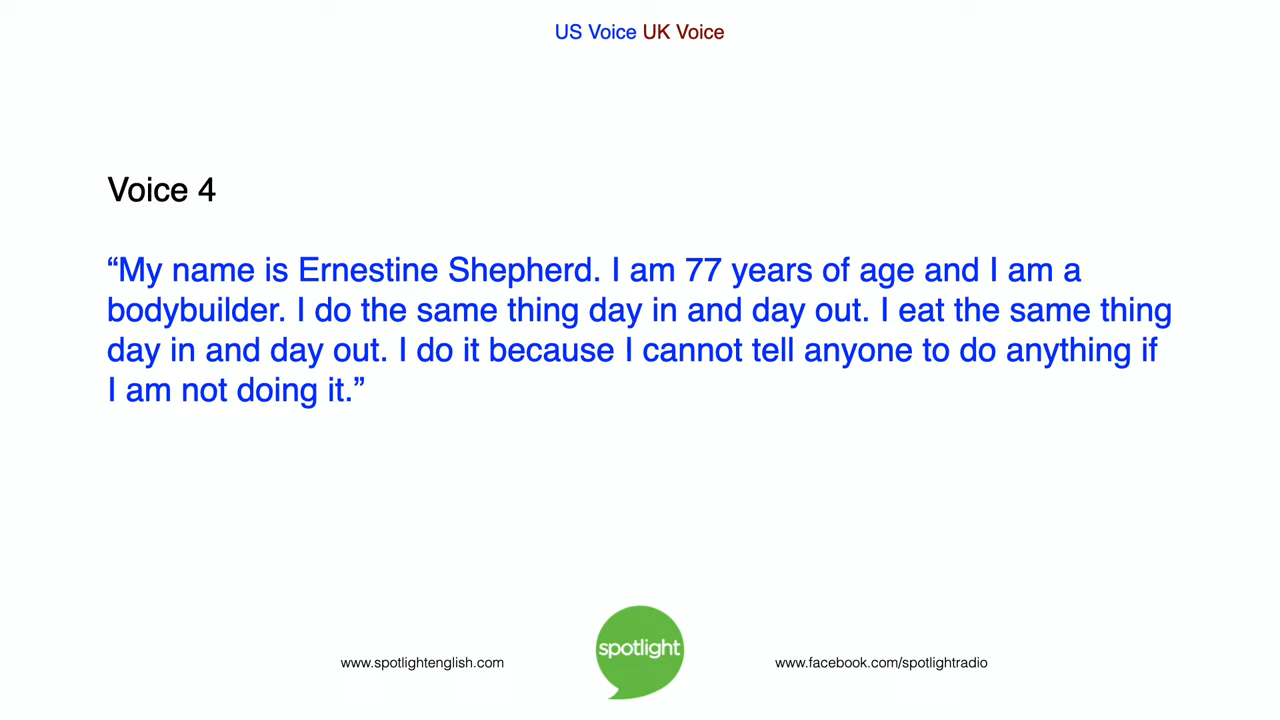 US Voice UK Voice
Voice 4
“My name is Ernestine Shepherd. I am 77 years of age and I am a
bodybuilder. I do the same thing day in and day out. I eat the same thing
day in and day out. I do it because I cannot tell anyone to do anything if
I am not doing it.”
spotlight
www.spotlightenglish.com
www.facebook.com/spotlightradio